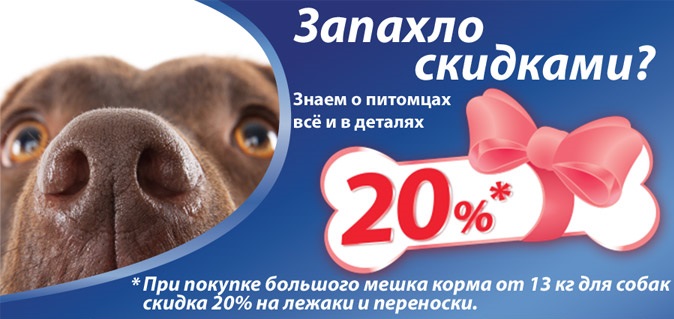 Запахло
скидками?
Знаем о питомцах
всё и в деталях
20%*
* При покупке большого мешка корма от 13 кг для собак
скидка 20% на лежаки и переноски.